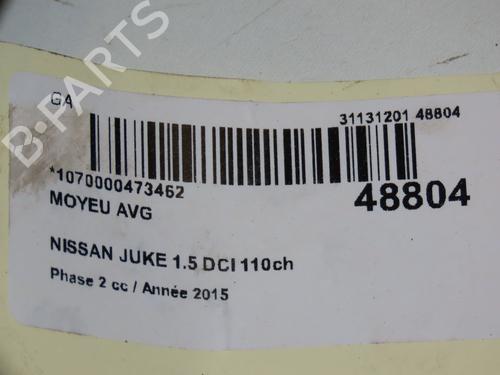 GA
31131201 48804
*1070000473462
48804
MOYEU AVG
NISSAN JUKE 1.5 DCI 110ch
Phase 2 cc / Année 2015
B-PARTS